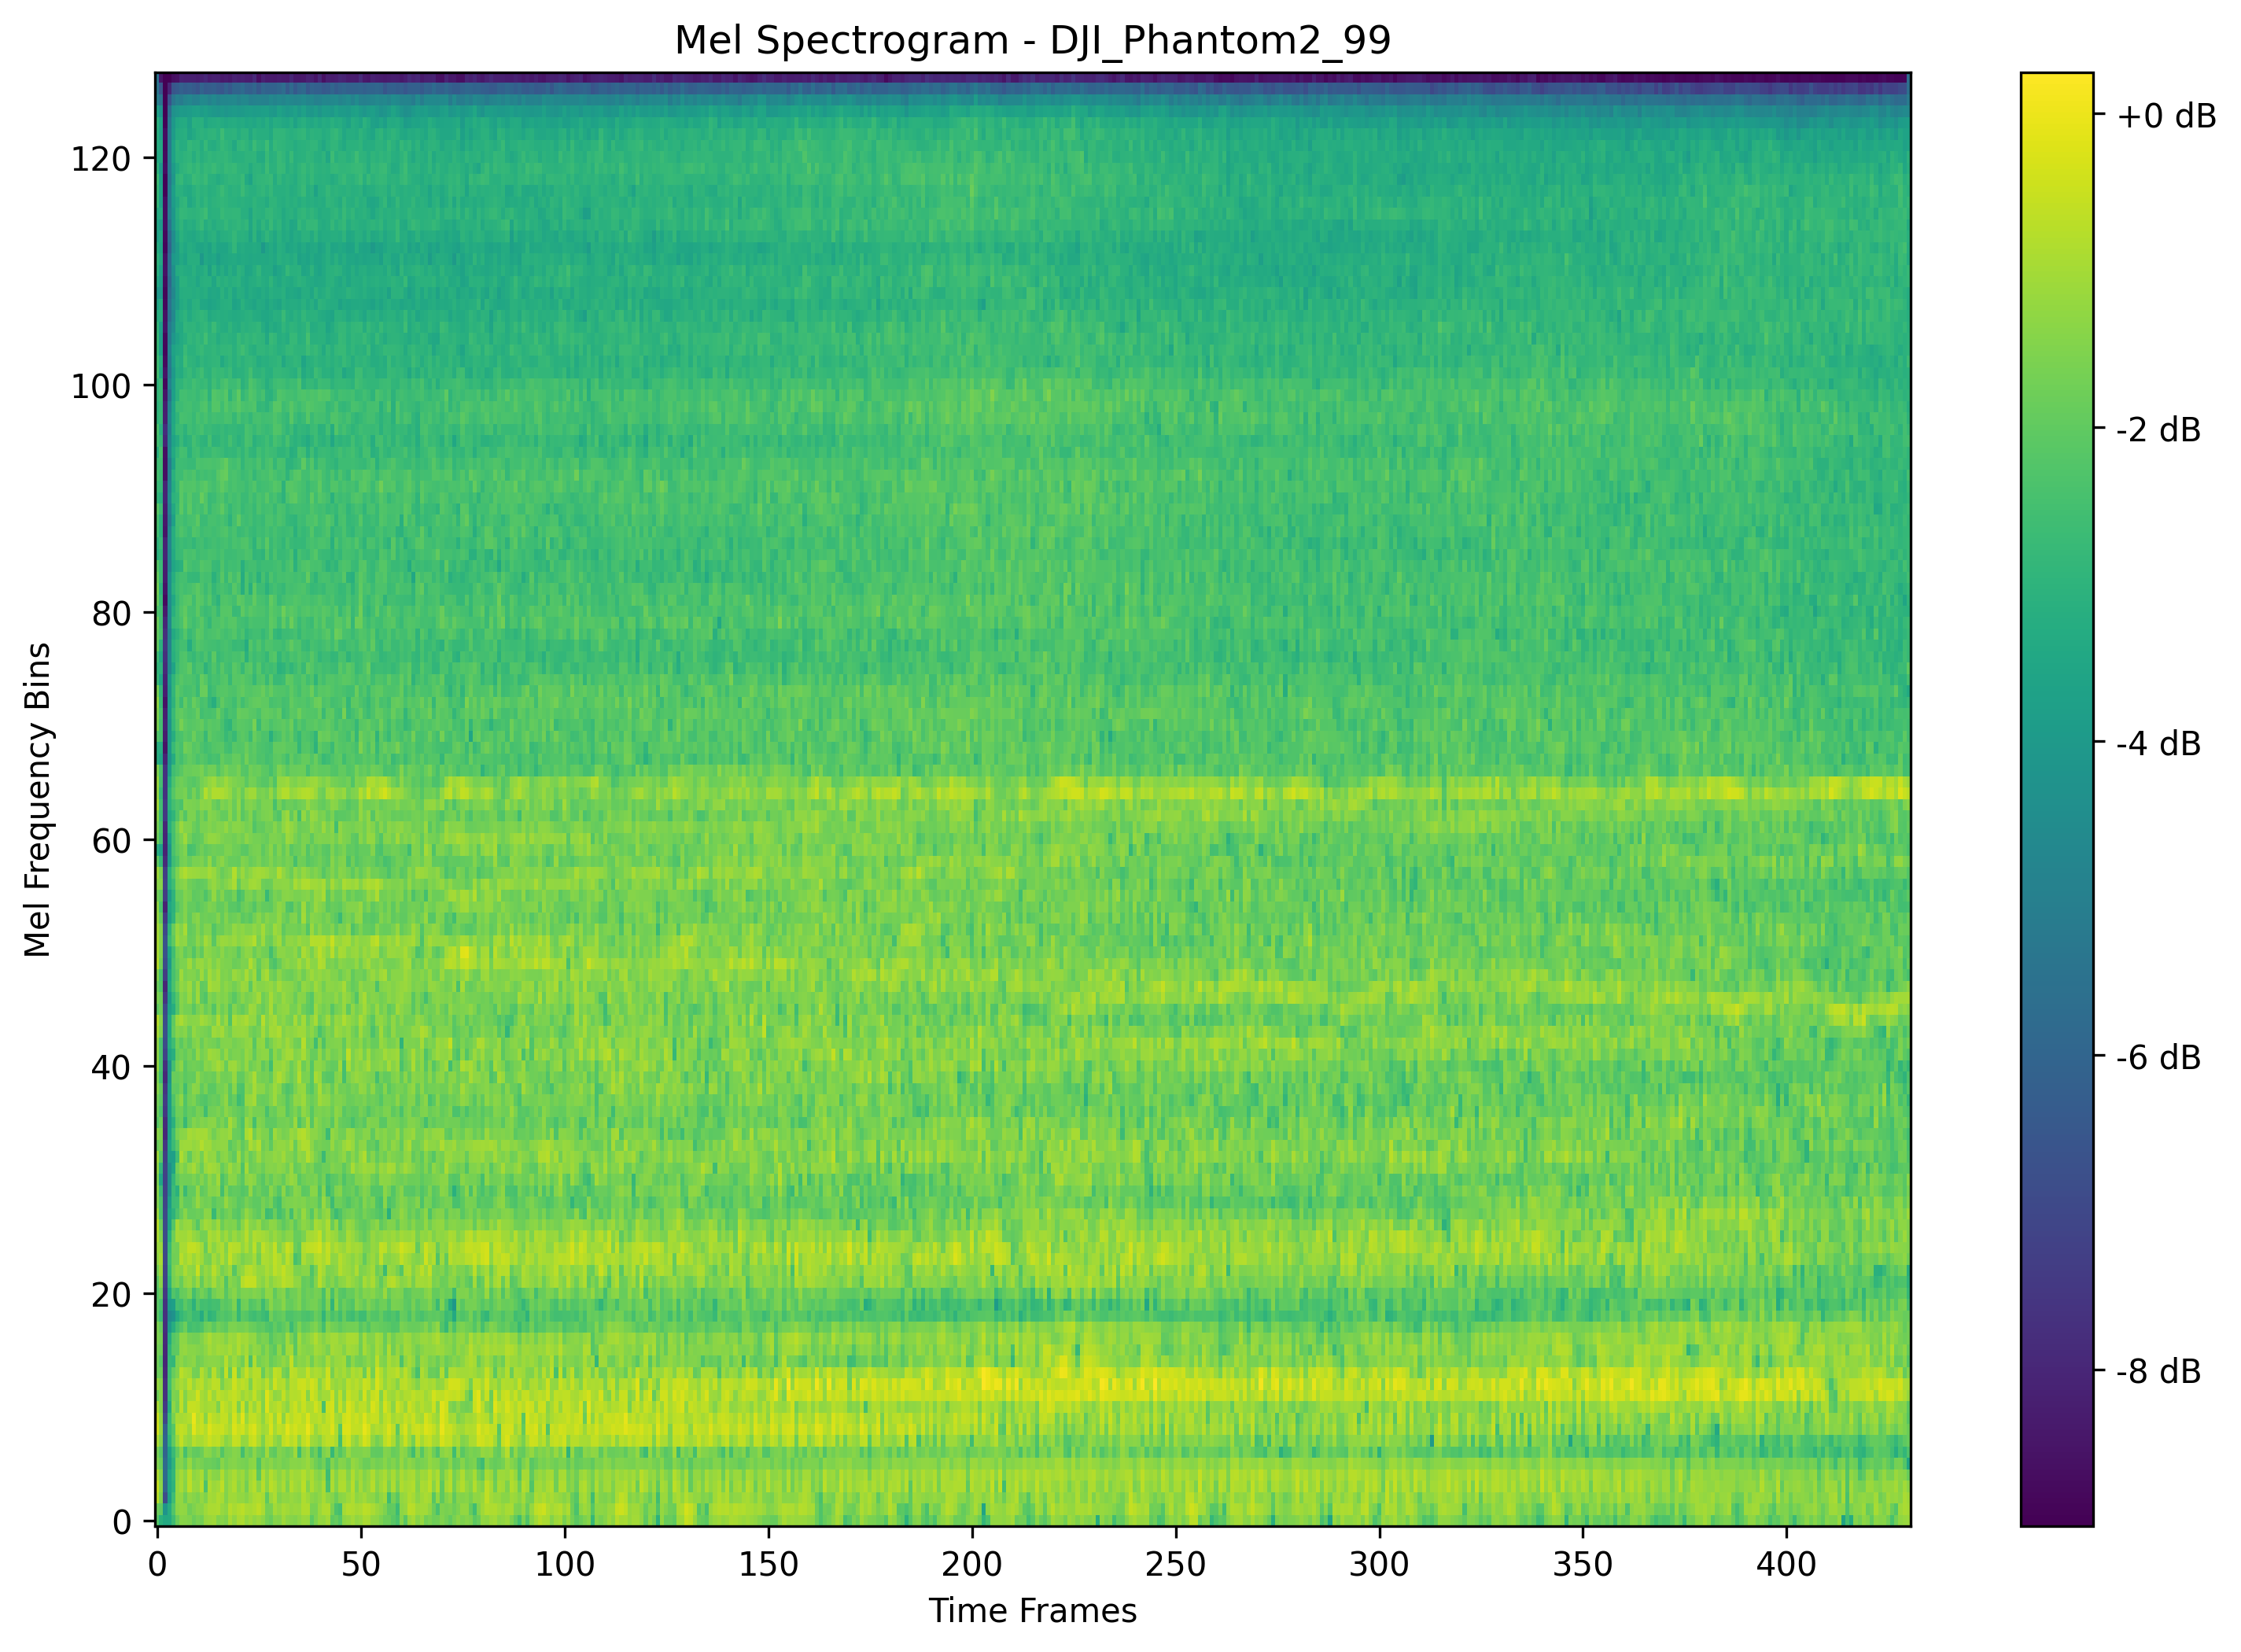 Mel Spectrogram - DJI_Phantom2_99
Mel Frequency Bins
120
100
80
60
40
20
0
0 50 100 150 200 250 300 350 400
Time Frames
+0 dB
-2 dB
-4 dB
-6 dB
-8 dB